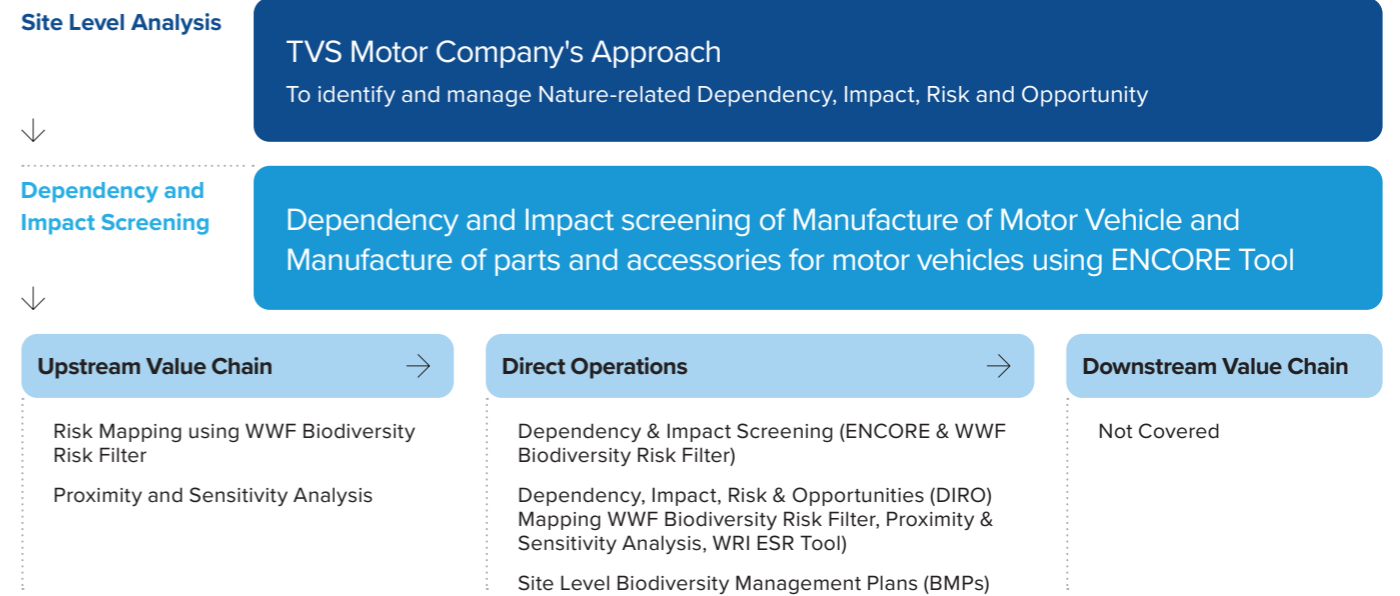 Site Level Analysis
TVS Motor Company's Approach
To identify and manage Nature-related Dependency, Impact, Risk and Opportunity
Dependency and
Impact Screening
Dependency and Impact screening of Manufacture of Motor Vehicle and
Manufacture of parts and accessories for motor vehicles using ENCORE Tool
Upstream Value Chain
Risk Mapping using WWF Biodiversity
Risk Filter
Proximity and Sensitivity Analysis
Direct Operations
Dependency & Impact Screening (ENCORE & WWF
Biodiversity Risk Filter)
Dependency, Impact, Risk & Opportunities (DIRO)
Mapping WWF Biodiversity Risk Filter, Proximity &
Sensitivity Analysis, WRI ESR Tool)
Site Level Biodiversity Management Plans (BMPs)
Downstream Value Chain
Not Covered